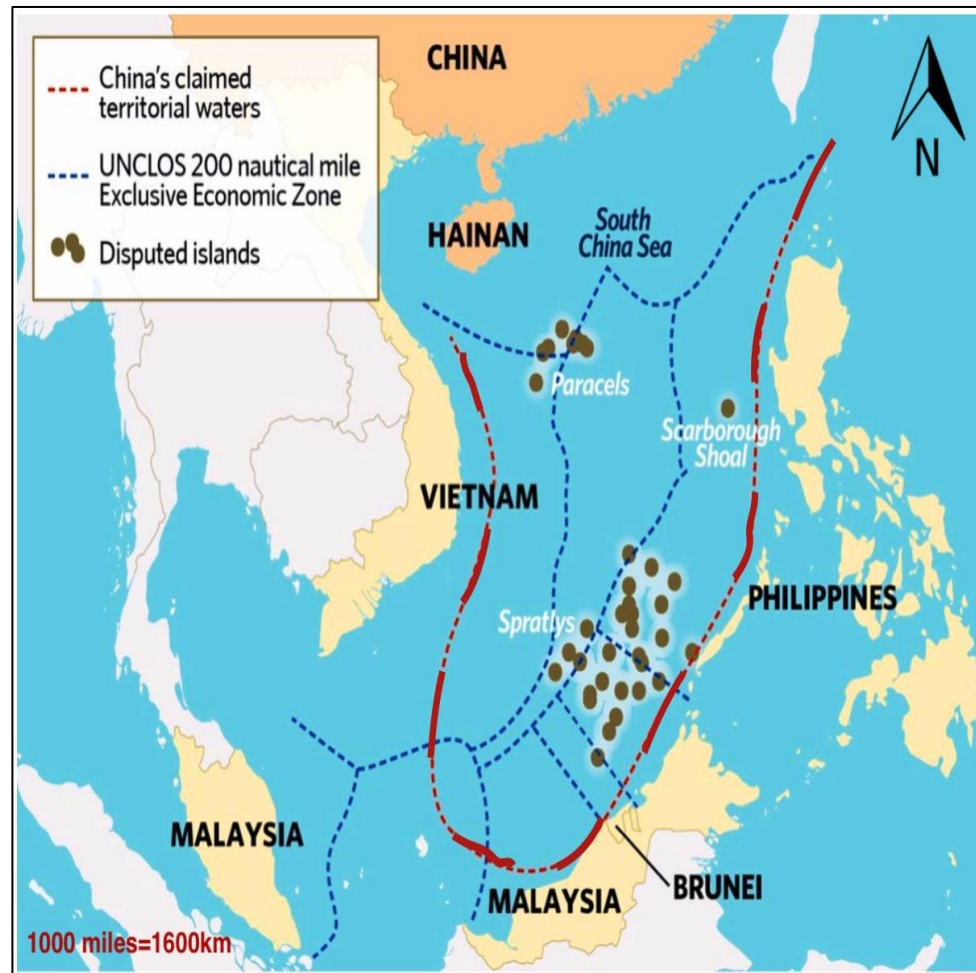 China's claimed
territorial waters
UNCLOS 200 nautical mile
Exclusive Economic Zone
Disputed islands
CHINA
N
HAINAN
South
China Sea
Paracels
Scarborough
Shoal
VIETNAM
PHILIPPINES
Spratlys
MALAYSIA
BRUNEI
MALAYSIA
1000 miles=1600km